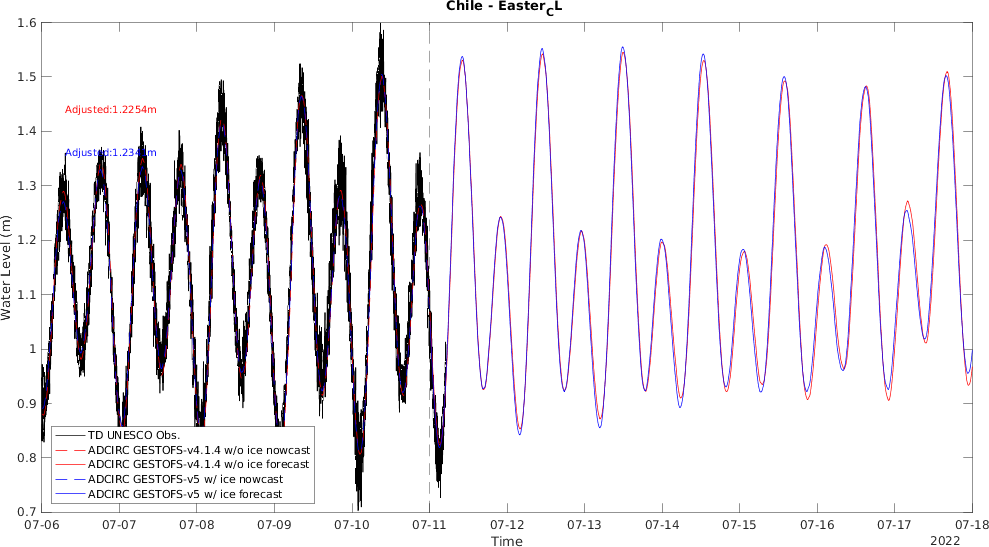 Chile - Easter_CL
1.6
1.5
1.4
1.3
1.2
1.1
1
0.9
0.8
0.7
Water Level (m)
Adjusted:1.2254m
TD UNESCO Obs.
ADCIRC GESTOFS-v4.1.4 w/o ice nowcast
ADCIRC GESTOFS-v4.1.4 w/o ice forecast
ADCIRC GESTOFS-v5 w/ ice nowcast
ADCIRC GESTOFS-v5 w/ ice forecast
07-06 07-07 07-08 07-09 07-10 07-11 07-12 07-13 07-14 07-15 07-16 07-17 07-18
Time
2022